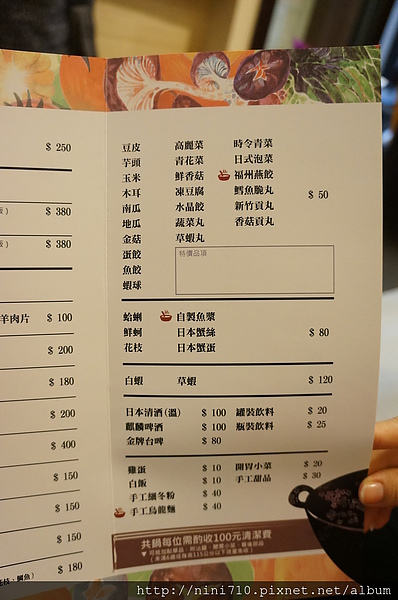 $ 250
$ 380
$ 380
羊肉片 $ 100
$ 200
$ 180
$ 200
$ 400
$ 150
$ 150
$ 150
$ 180
豆皮 高麗菜 時令青菜
芋頭 青花菜 日式泡菜
玉米 鮮香菇 福州燕餃
木耳 凍豆腐 鱈魚脆丸 $ 50
南瓜 水晶餃 新竹貢丸
地瓜 蔬菜丸 香菇貢丸
金菇 草蝦丸
蛋餃 特價品項
魚餃
蝦球
蛤蜊 自製魚漿
鮮蚵 日本蟹絲 $ 80
花枝 日本蟹蛋
白蝦 草蝦 $ 120
日本清酒(溫) $ 100 罐裝飲料 $ 20
麒麟啤酒 $ 100 瓶裝飲料 $ 25
金牌台啤 $ 80
雞蛋 $ 10 開胃小菜 $ 20
白飯 $ 10 手工甜品 $ 30
手工細冬粉 $ 40
手工烏龍麵 $ 40
共鍋每位需酌收100元清潔費
http://nini710.pixnet.net/album